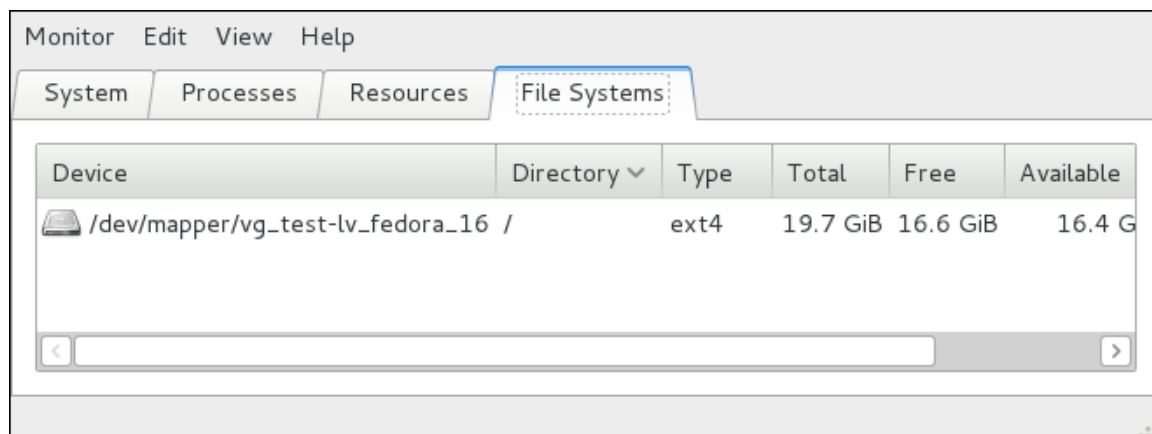 Monitor Edit View Help
System Processes Resources File Systems
Device Directory Type Total Free Available
/dev/mapper/vg_test-lv_fedora_16 / ext4 19.7 GiB 16.6 GiB 16.4 G